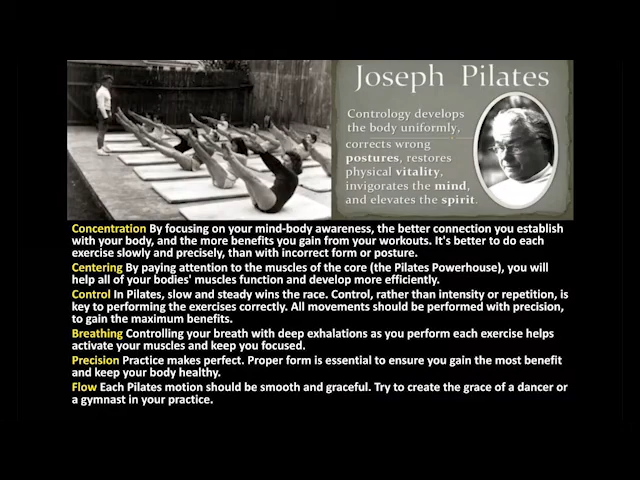 Joseph Pilates
Contrology develops
the body uniformly,
corrects wrong
postures, restores
physical vitality,
invigorates the mind,
and elevates the spirit.
Concentration By focusing on your mind-body awareness, the better connection you establish
with your body, and the more benefits you gain from your workouts. It's better to do each
exercise slowly and precisely, than with incorrect form or posture.
Centering By paying attention to the muscles of the core (the Pilates Powerhouse), you will
help all of your bodies' muscles function and develop more efficiently.
Control In Pilates, slow and steady wins the race. Control, rather than intensity or repetition, is
key to performing the exercises correctly. All movements should be performed with precision,
to gain the maximum benefits.
Breathing Controlling your breath with deep exhalations as you perform each exercise helps
activate your muscles and keep you focused.
Precision Practice makes perfect. Proper form is essential to ensure you gain the most benefit
and keep your body healthy.
Flow Each Pilates motion should be smooth and graceful. Try to create the grace of a dancer or
a gymnast in your practice.